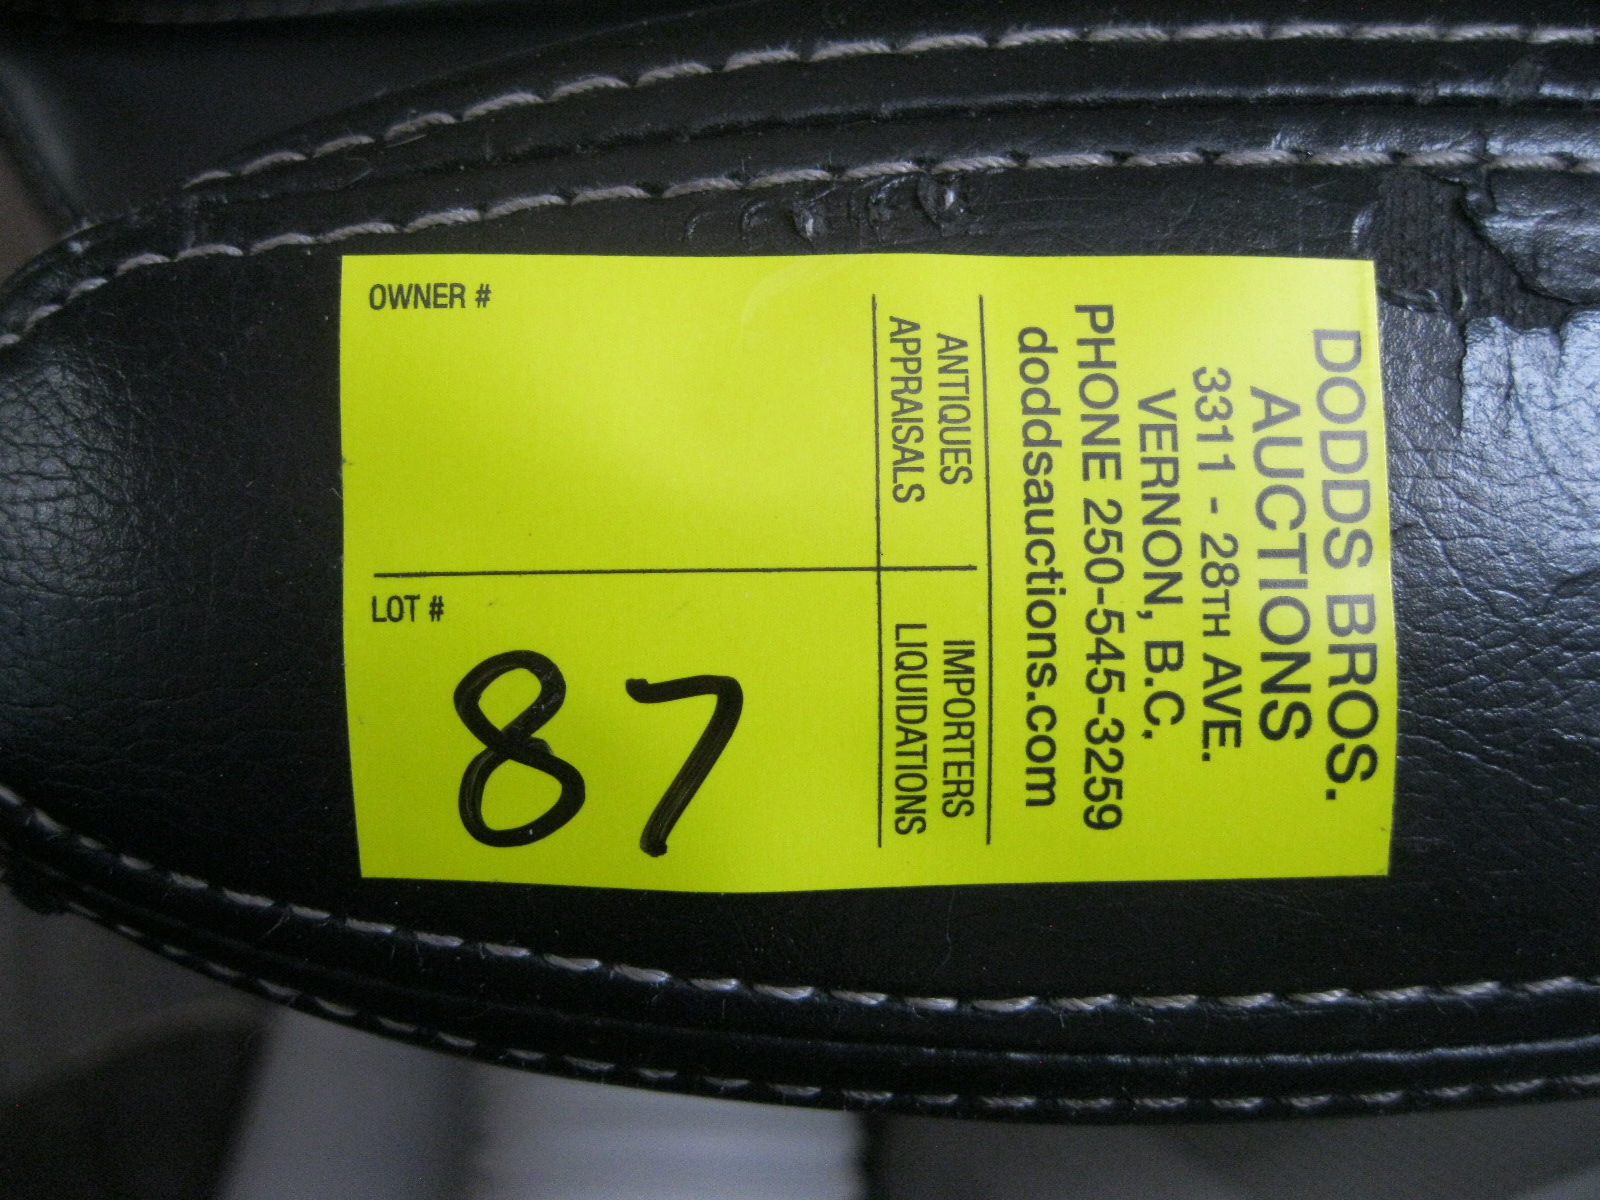 DODDS BROS.
AUCTIONS
3311 - 28TH AVE.
VERNON, B.C.
PHONE 250-545-3259
doddsauctions.com
ANTIQUES
APPRAISALS
IMPORTERS
LIQUIDATIONS
OWNER #
LOT #
87